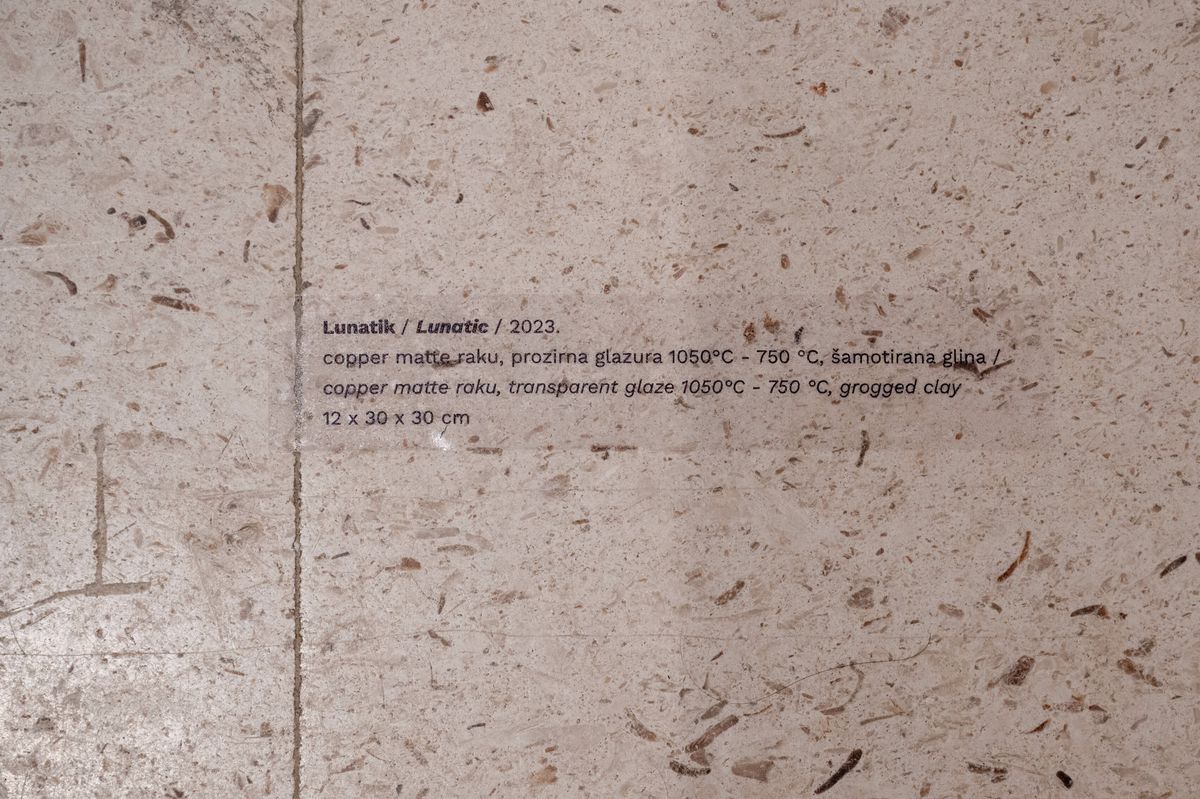 Lunatik / Lunatic / 2023.
copper matte raku, prozirna glazura 1050°C - 750 °C, šamotirana glina /
copper matte raku, transparent glaze 1050°C - 750 °C, grogged clay
12 x 30 x 30 cm